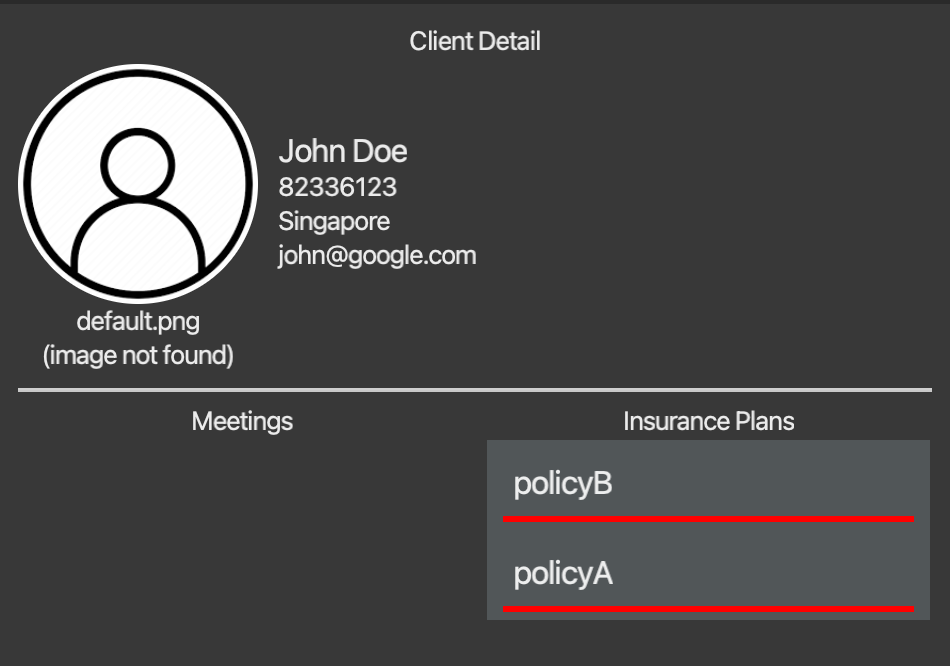 Client Detail
John Doe
82336123
Singapore
john@google.com
default.png
(image not found)
Meetings
Insurance Plans
policyB
policyA